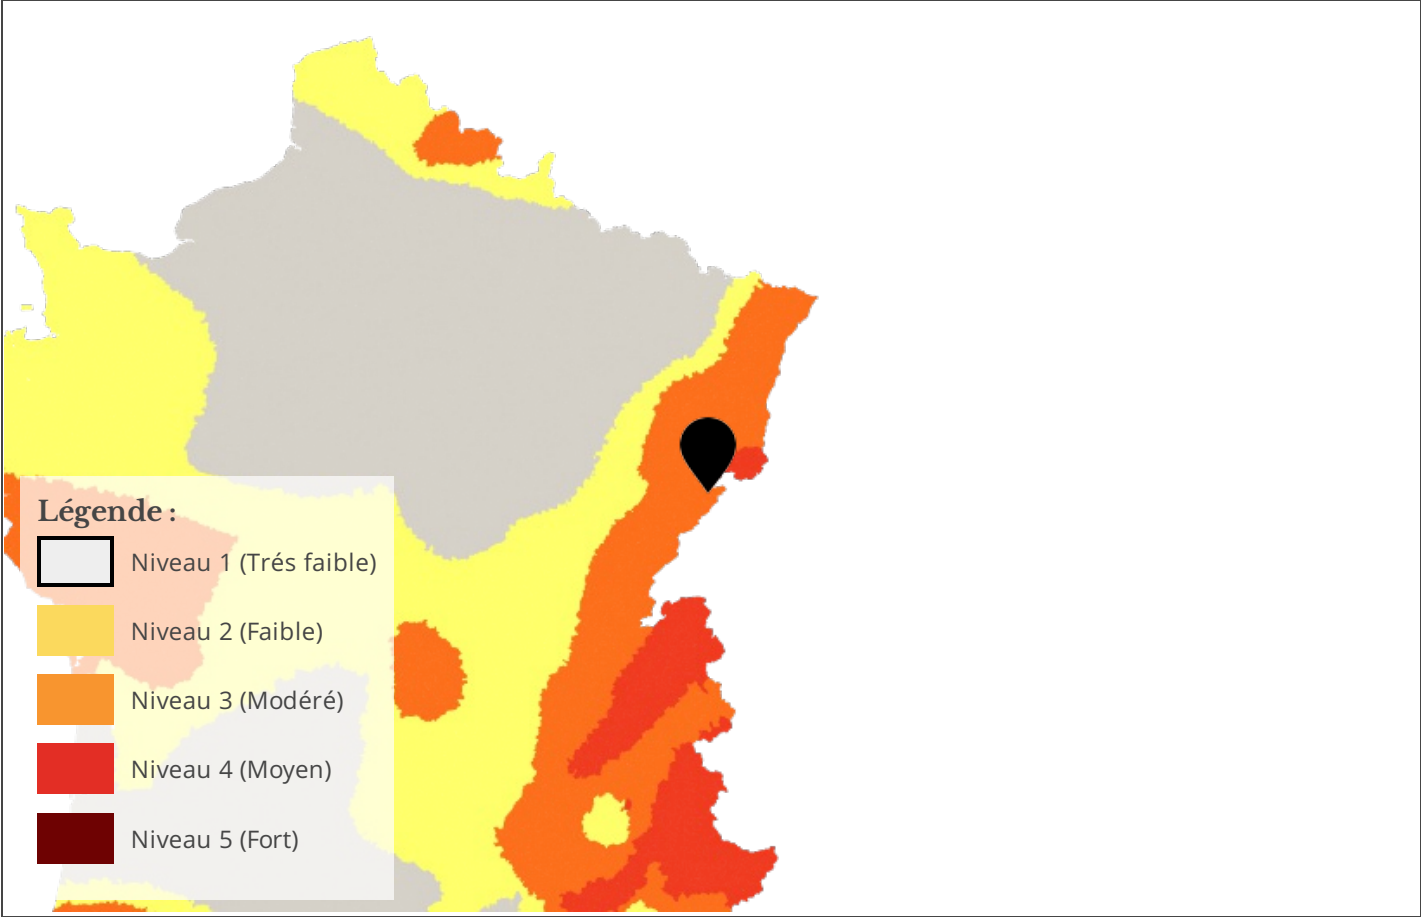 Légende :
Niveau 1 (Trés faible)
Niveau 2 (Faible)
Niveau 3 (Modéré)
Niveau 4 (Moyen)
Niveau 5 (Fort)